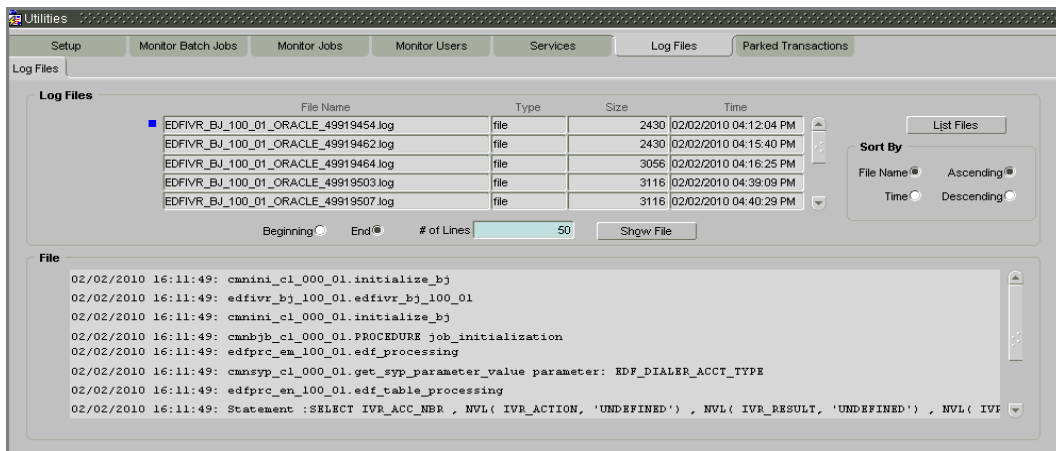 Utilities
Setup Monitor Batch Jobs Monitor Jobs Monitor Users Services Log Files Parked Transactions
Log Files
Log Files
File Name Type Size Time
EDFIVR_BJ_100_01_ORACLE_49919454.log file 2430 02/02/2010 04:12:04 PM
EDFIVR_BJ_100_01_ORACLE_49919462.log file 2430 02/02/2010 04:15:40 PM
EDFIVR_BJ_100_01_ORACLE_49919464.log file 3056 02/02/2010 04:16:25 PM
EDFIVR_BJ_100_01_ORACLE_49919503.log file 3116 02/02/2010 04:39:09 PM
EDFIVR_BJ_100_01_ORACLE_49919507.log file 3116 02/02/2010 04:40:29 PM
List Files
Sort By
File Name Ascending
Time Descending
Beginning End # of Lines 50 Show File
File
02/02/2010 16:11:49: cmnini_cl_000_01.initialize_bj
02/02/2010 16:11:49: edfivr_bj_100_01.edfivr_bj_100_01
02/02/2010 16:11:49: cmnini_cl_000_01.initialize_bj
02/02/2010 16:11:49: cmnbjb_cl_000_01.PROCEDURE job_initialization
02/02/2010 16:11:49: edfprc_em_100_01.edf_processing
02/02/2010 16:11:49: cmnsyp_cl_000_01.get_syp_parameter_value parameter: EDF_DIALER_ACCT_TYPE
02/02/2010 16:11:49: edfprc_en_100_01.edf_table_processing
02/02/2010 16:11:49: Statement :SELECT IVR_ACC_NBR , NVL( IVR_ACTION, 'UNDEFINED') , NVL( IVR_RESULT, 'UNDEFINED') , NVL( IVR